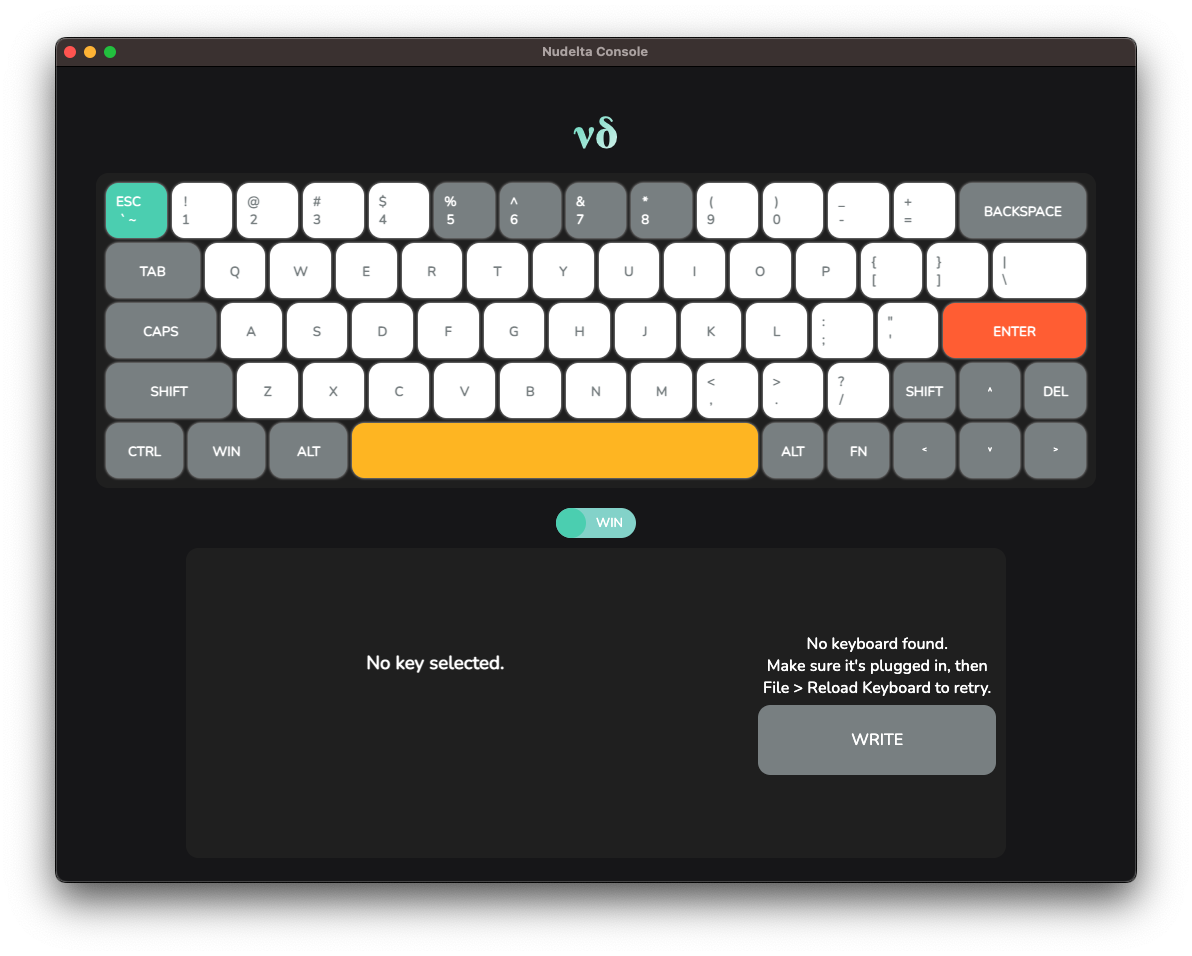 Nudelta Console
νδ
ESC ! @ # $ % ^ & * ( ) _ +
` ~ 1 2 3 4 5 6 7 8 9 0 - = BACKSPACE
TAB Q W E R T Y U I O P { [ } ] | \
CAPS A S D F G H J K L : ; " ' ENTER
SHIFT Z X C V B N M < , > . ? / SHIFT ^ DEL
CTRL WIN ALT ALT FN < v >
WIN
No key selected.
No keyboard found.
Make sure it's plugged in, then
File > Reload Keyboard to retry.
WRITE